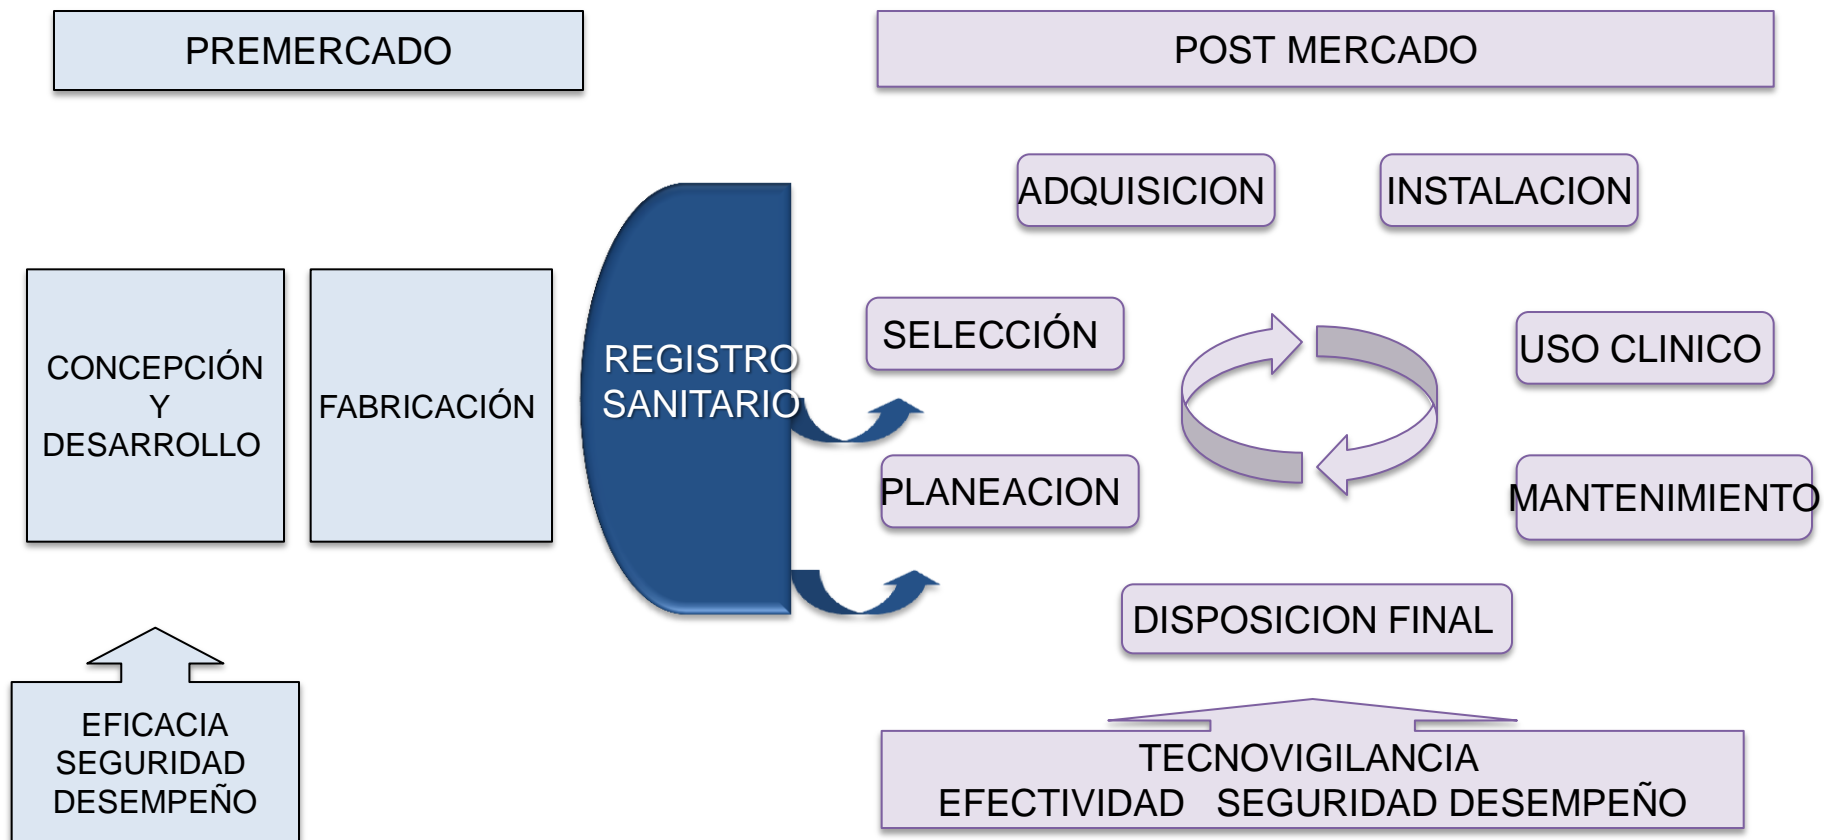 PREMERCADO
POST MERCADO
ADQUISICION
INSTALACION
CONCEPCIÓN
Y
DESARROLLO
FABRICACIÓN
REGISTRO
SANITARIO
SELECCIÓN
USO CLINICO
PLANEACION
MANTENIMIENTO
DISPOSICION FINAL
EFICACIA
SEGURIDAD
DESEMPEÑO
TECNOVIGILANCIA
EFECTIVIDAD SEGURIDAD DESEMPEÑO